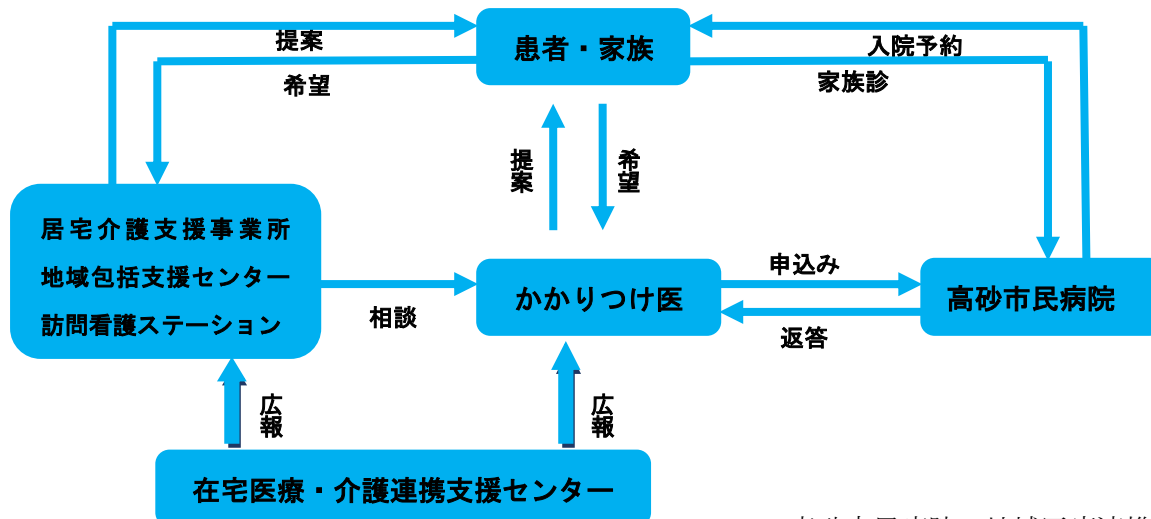 患者・家族
提案
希望
入院予約
家族診
提案
希望
居宅介護支援事業所
地域包括支援センター
訪問看護ステーション
相談
かかりつけ医
申込み
返答
高砂市民病院
広報
広報
在宅医療・介護連携支援センター